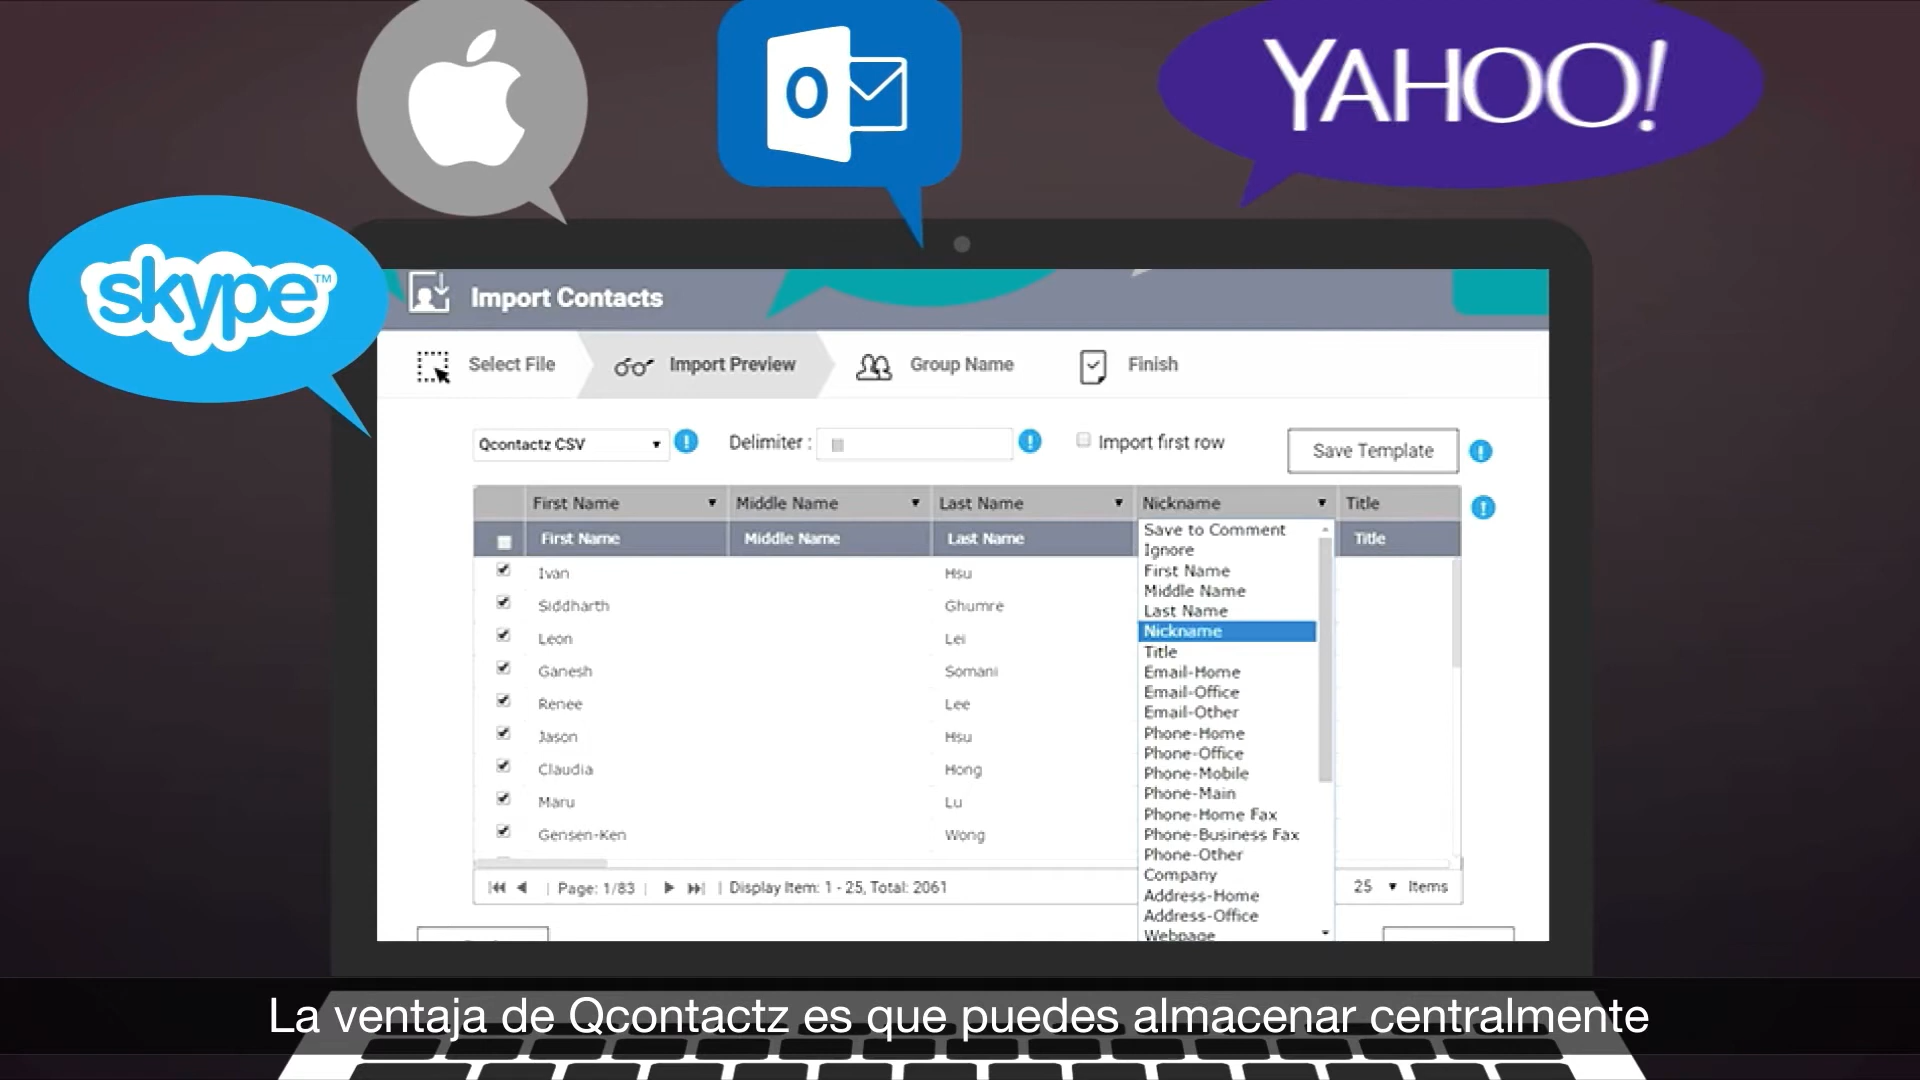 YAHOO!
skype™
Import Contacts
Select File
Import Preview
Group Name
Finish
Qcontactz CSV
Delimiter :
Import first row
Save Template
First Name
Middle Name
Last Name
Nickname
Title
First Name
Middle Name
Last Name
Title
Ivan Hsu
Siddharth Ghumre
Leon Lei
Ganesh Somani
Renee Lee
Jason Hsu
Claudia Hong
Maru Lu
Gensen-Ken Wong
Save to Comment
Ignore
First Name
Middle Name
Last Name
Nickname
Title
Email-Home
Email-Office
Email-Other
Phone-Home
Phone-Office
Phone-Mobile
Phone-Main
Phone-Home Fax
Phone-Business Fax
Phone-Other
Company
Address-Home
Address-Office
Webpage
| Page: 1/83 |
| Display Item: 1 - 25, Total: 2061
25 Items
La ventaja de Qcontactz es que puedes almacenar centralmente